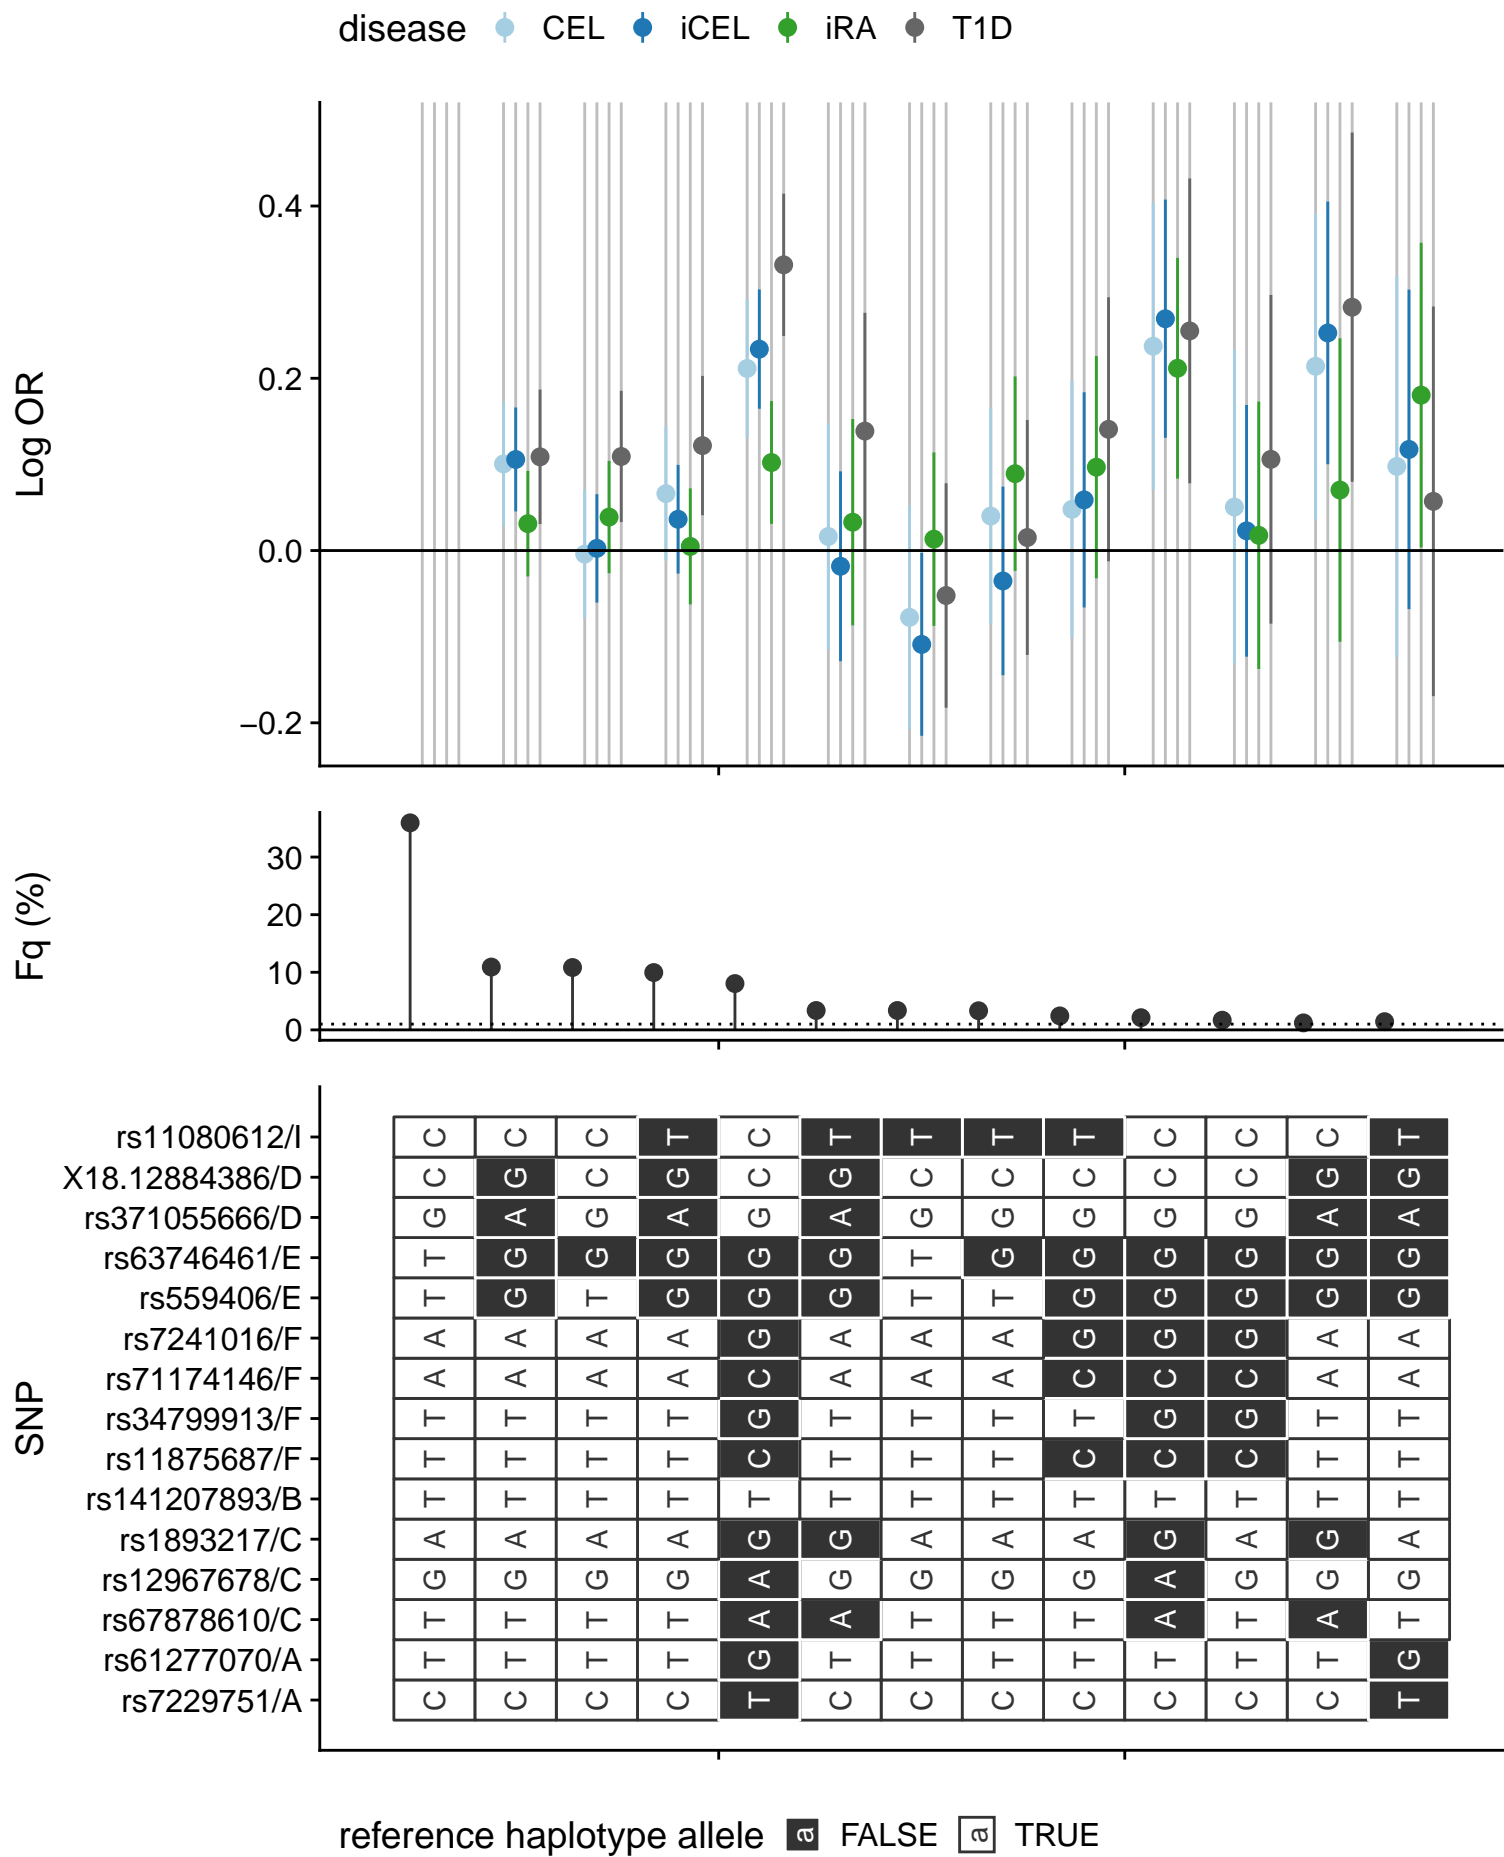 disease CEL iCEL iRA T1D
Log OR
0.4
0.2
0.0
−0.2
Fq (%)
30
20
10
0
SNP
rs11080612/I C C C T C T T T T C C C T
X18.12884386/D C G C G C G C C C C C G G
rs371055666/D G A G A G A G G G G G A A
rs63746461/E T G G G G G T G G G G G G
rs559406/E T G T G G G T T G G G G G
rs7241016/F A A A A G A A A G G G A A
rs71174146/F A A A A C A A A C C C A A
rs34799913/F T T T T G T T T T G G T T
rs11875687/F T T T T C T T T C C C T T
rs141207893/B T T T T T T T T T T T T T
rs1893217/C A A A A G G A A A G A G A
rs12967678/C G G G G A G G G G A G G G
rs67878610/C T T T T A A T T T A T A T
rs61277070/A T T T T G T T T T T T T G
rs7229751/A C C C C T C C C C C C C T
reference haplotype allele a FALSE a TRUE